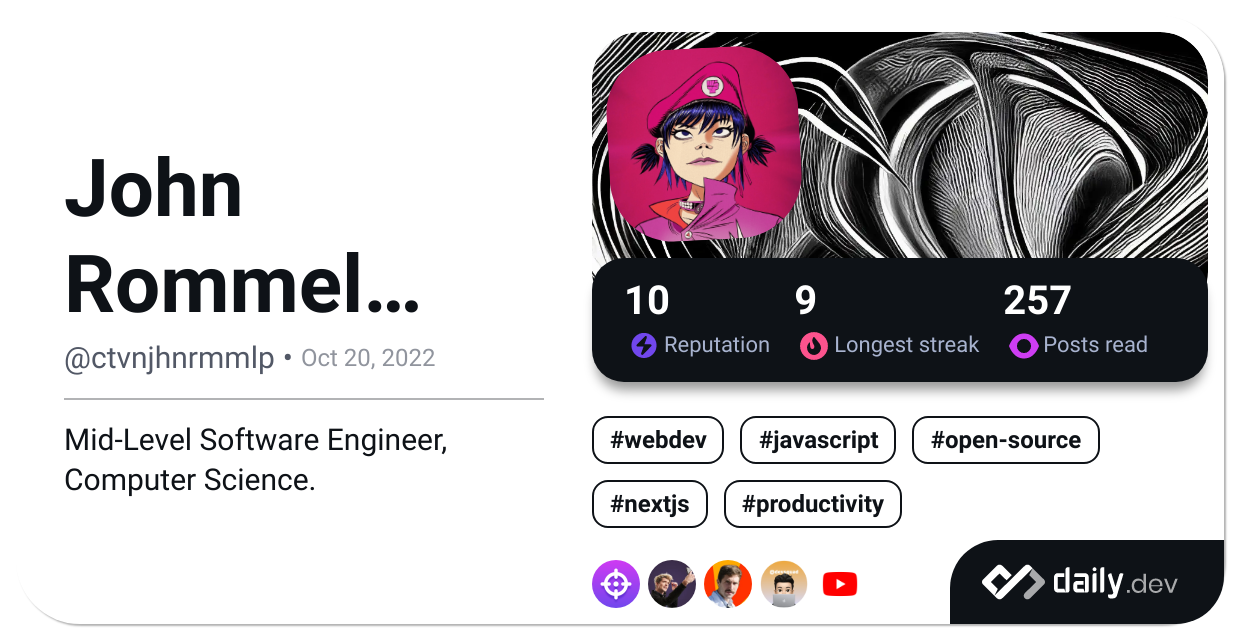 John
Rommel...
@ctvnjhnrmmlp • Oct 20, 2022
Mid-Level Software Engineer,
Computer Science.
10 9 257
Reputation Longest streak Posts read
#webdev #javascript #open-source
#nextjs #productivity
daily.dev